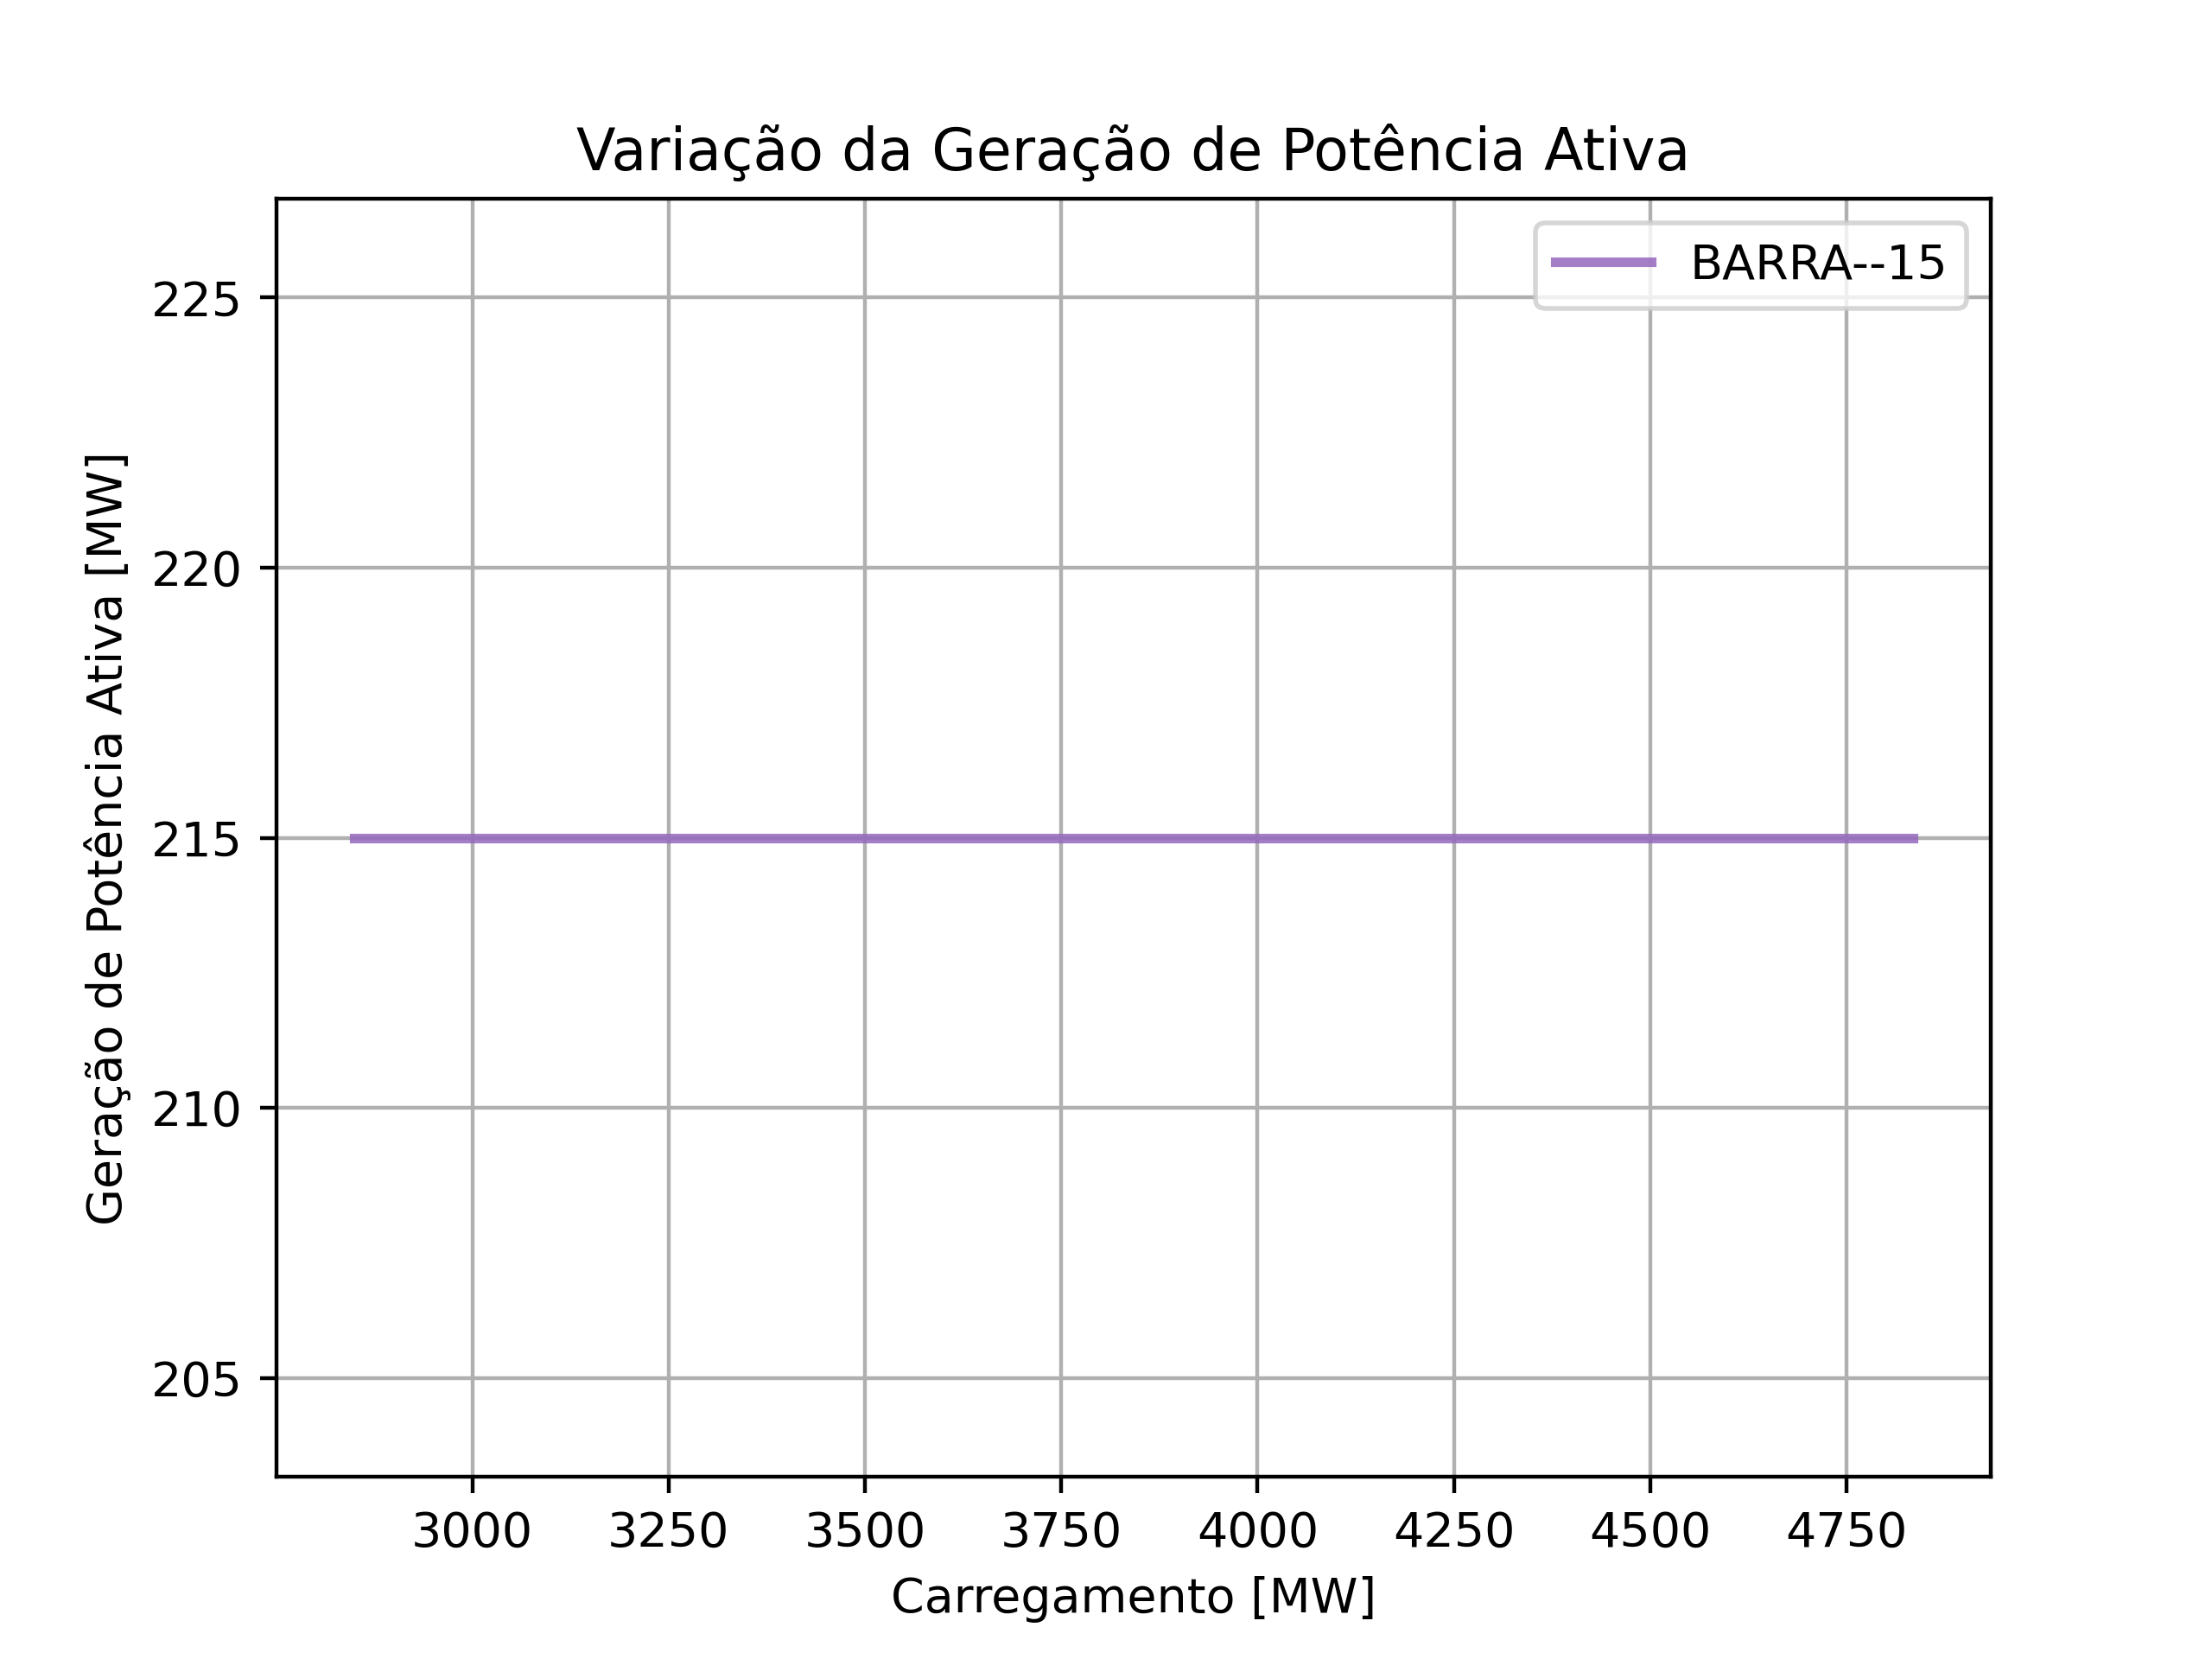 Variação da Geração de Potência Ativa
BARRA--15
Geração de Potência Ativa [MW]
225
220
215
210
205
3000 3250 3500 3750 4000 4250 4500 4750
Carregamento [MW]